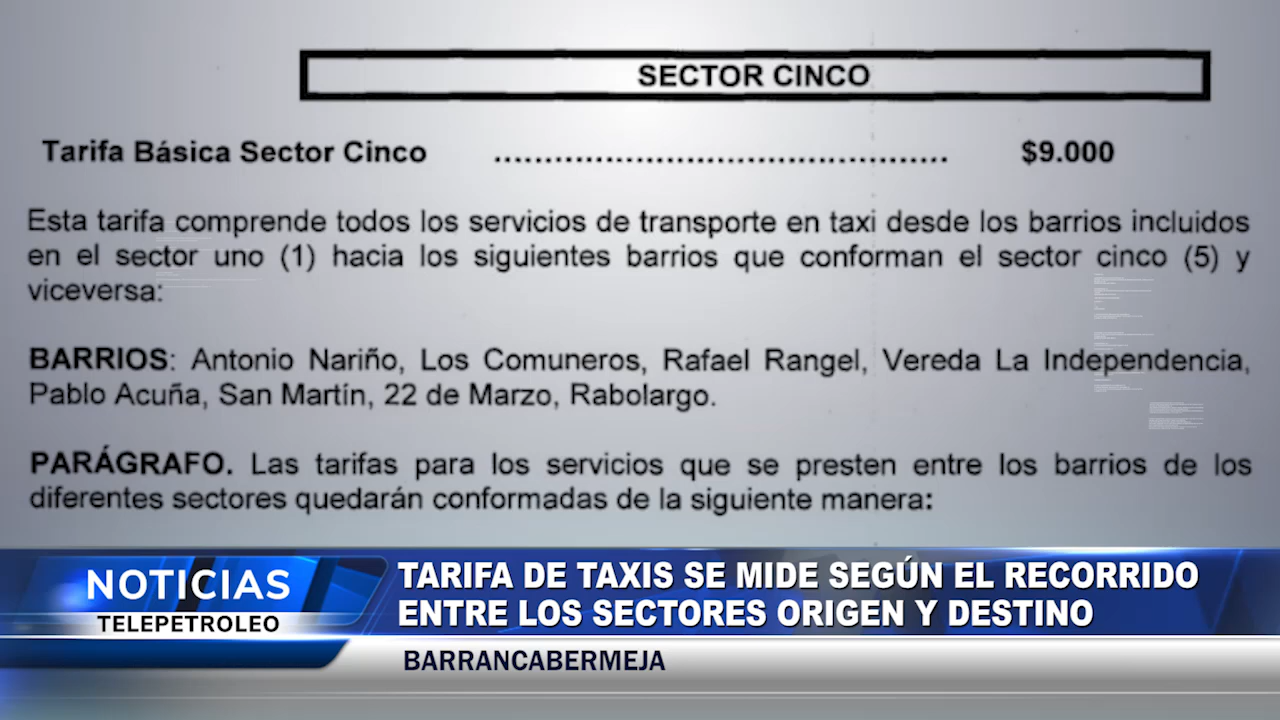 SECTOR CINCO
Tarifa Básica Sector Cinco ............................................. $9.000
Esta tarifa comprende todos los servicios de transporte en taxi desde los barrios incluidos
en el sector uno (1) hacia los siguientes barrios que conforman el sector cinco (5) y
viceversa:
BARRIOS: Antonio Nariño, Los Comuneros, Rafael Rangel, Vereda La Independencia,
Pablo Acuña, San Martín, 22 de Marzo, Rabolargo.
PARÁGRAFO. Las tarifas para los servicios que se presten entre los barrios de los
diferentes sectores quedarán conformadas de la siguiente manera:
NOTICIAS
TELEPETROLEO
TARIFA DE TAXIS SE MIDE SEGÚN EL RECORRIDO
ENTRE LOS SECTORES ORIGEN Y DESTINO
BARRANCABERMEJA